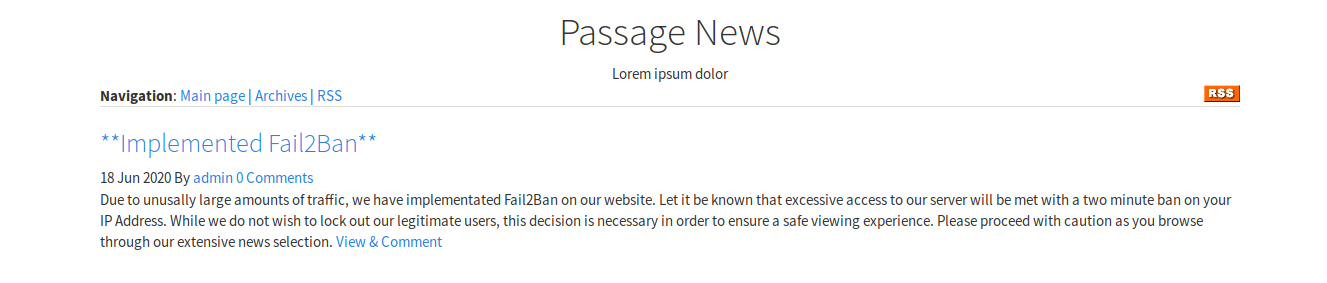 Passage News
Lorem ipsum dolor
Navigation: Main page | Archives | RSS
RSS
**Implemented Fail2Ban**
18 Jun 2020 By admin 0 Comments
Due to unusally large amounts of traffic, we have implementated Fail2Ban on our website. Let it be known that excessive access to our server will be met with a two minute ban on your
IP Address. While we do not wish to lock out our legitimate users, this decision is necessary in order to ensure a safe viewing experience. Please proceed with caution as you browse
through our extensive news selection. View & Comment